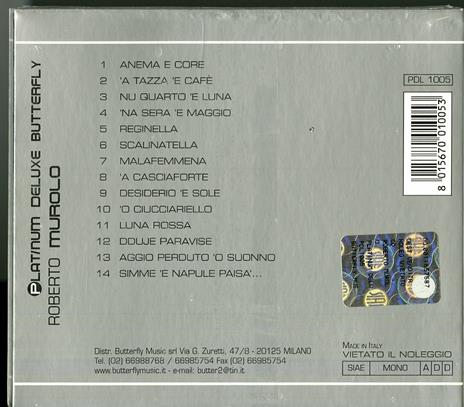 PLATINUM DELUXE BUTTERFLY
ROBERTO MUROLO
1 ANEMA E CORE
2 'A TAZZA 'E CAFÈ
3 NU QUARTO 'E LUNA
4 'NA SERA 'E MAGGIO
5 REGINELLA
6 SCALINATELLA
7 MALAFEMMENA
8 'A CASCIAFORTE
9 DESIDERIO 'E SOLE
10 'O CIUCCIARIELLO
11 LUNA ROSSA
12 DDUJE PARAVISE
13 AGGIO PERDUTO 'O SUONNO
14 SIMME 'E NAPULE PAISA'...
PDL 1005
8 015670 010053
Distr. Butterfly Music srl Via G. Zuretti, 47/8 - 20125 MILANO
Tel. (02) 66988768 / 66985754 Fax (02) 66985754
www.butterflymusic.it - e-mail: butter2@tin.it
MADE IN ITALY
VIETATO IL NOLEGGIO
SIAE MONO A D D